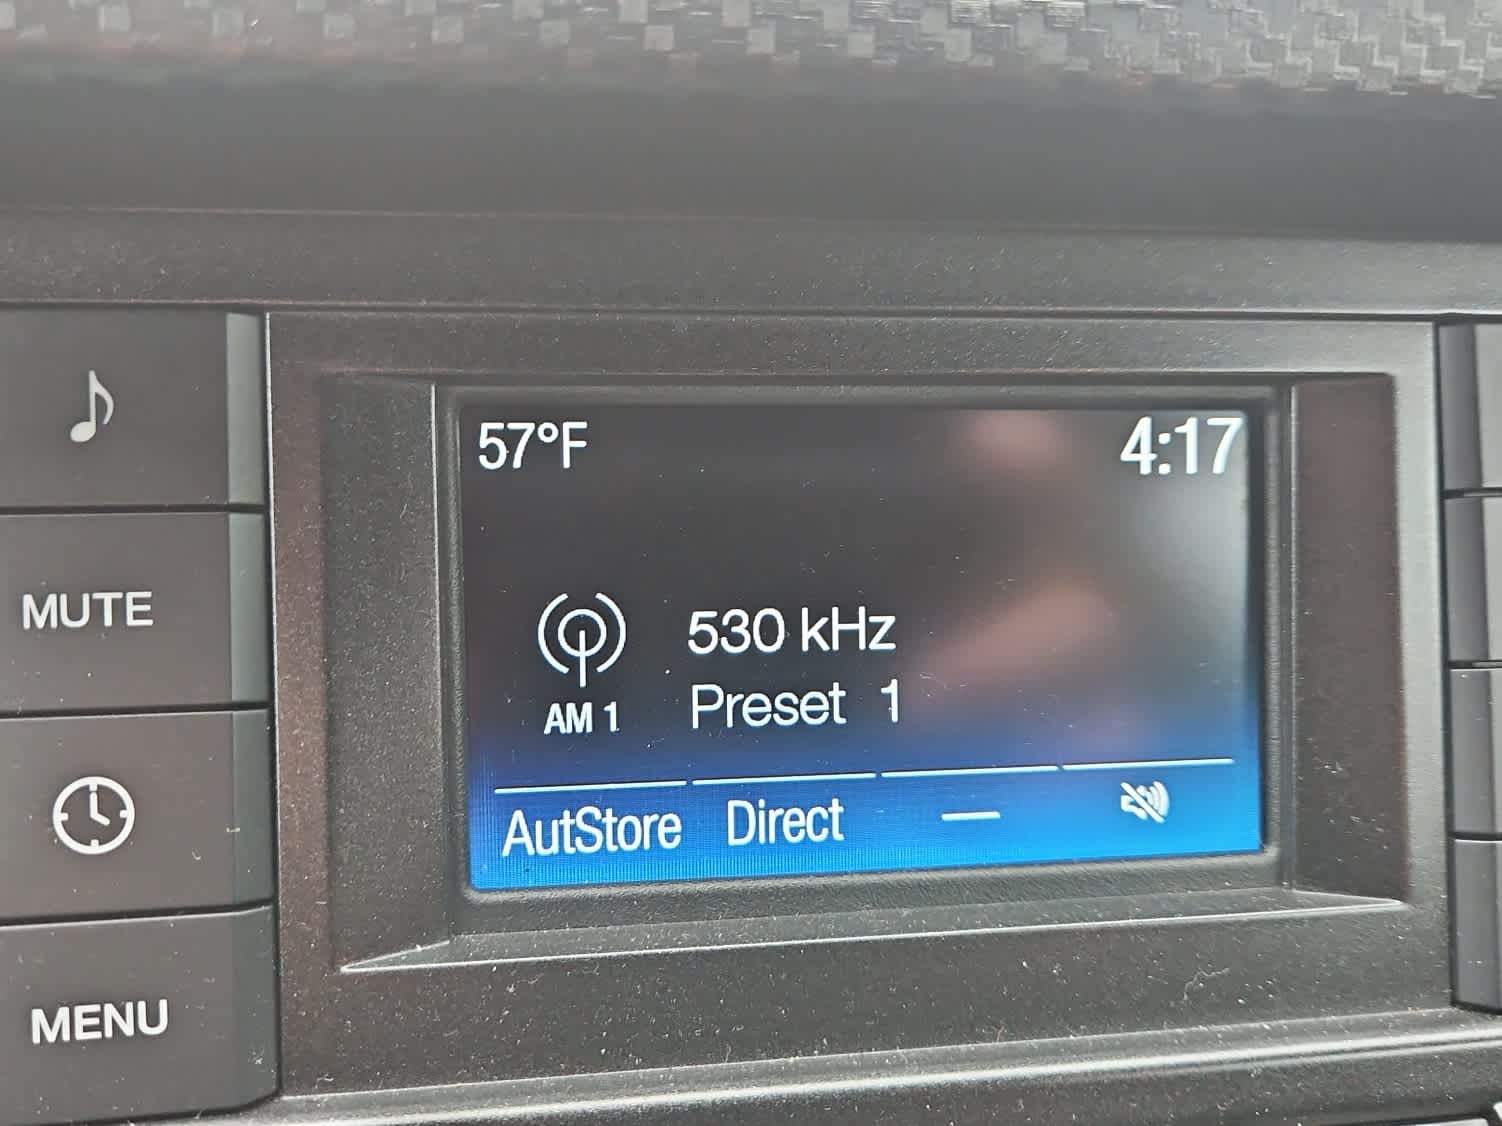 57°F
4:17
MUTE
530 kHz
AM 1
Preset 1
AutStore
Direct
MENU